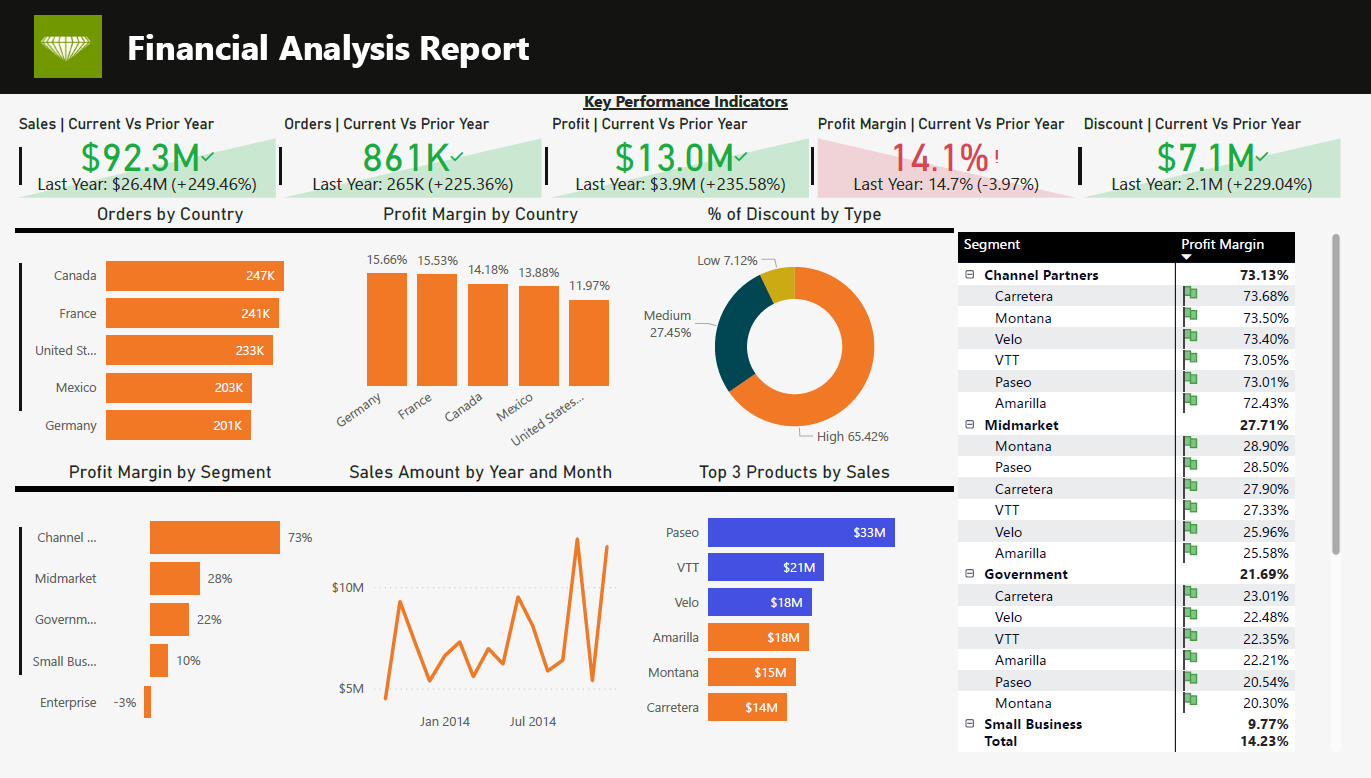 Financial Analysis Report
Key Performance Indicators
Sales | Current Vs Prior Year
$92.3M
Last Year: $26.4M (+249.46%)
Orders | Current Vs Prior Year
861K
Last Year: 265K (+225.36%)
Profit | Current Vs Prior Year
$13.0M
Last Year: $3.9M (+235.58%)
Profit Margin | Current Vs Prior Year
14.1% !
Last Year: 14.7% (-3.97%)
Discount | Current Vs Prior Year
$7.1M
Last Year: 2.1M (+229.04%)
Orders by Country
Canada 247K
France 241K
United St... 233K
Mexico 203K
Germany 201K
Profit Margin by Country
15.66% 15.53% 14.18% 13.88% 11.97%
Germany France Canada Mexico United States...
% of Discount by Type
Low 7.12%
Medium
27.45%
High 65.42%
Profit Margin by Segment
Channel ... 73%
Midmarket 28%
Governm... 22%
Small Bus... 10%
Enterprise -3%
Sales Amount by Year and Month
$10M
$5M
Jan 2014 Jul 2014
Top 3 Products by Sales
Paseo $33M
VTT $21M
Velo $18M
Amarilla $18M
Montana $15M
Carretera $14M
Segment Profit Margin
Channel Partners 73.13%
Carretera 73.68%
Montana 73.50%
Velo 73.40%
VTT 73.05%
Paseo 73.01%
Amarilla 72.43%
Midmarket 27.71%
Montana 28.90%
Paseo 28.50%
Carretera 27.90%
VTT 27.33%
Velo 25.96%
Amarilla 25.58%
Government 21.69%
Carretera 23.01%
Velo 22.48%
VTT 22.35%
Amarilla 22.21%
Paseo 20.54%
Montana 20.30%
Small Business 9.77%
Total 14.23%